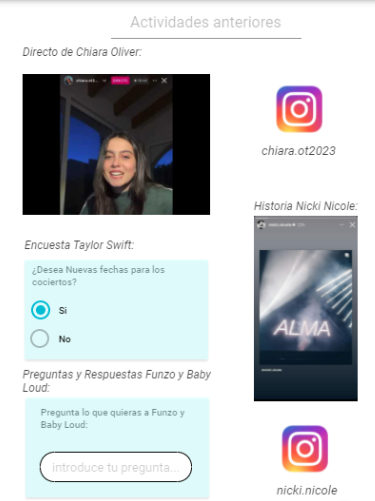 Actividades anteriores
Directo de Chiara Oliver:
chiara.ot2023
Historia Nicki Nicole:
ALMA
Encuesta Taylor Swift:
¿Desea Nuevas fechas para los
cociertos?
Si
No
Preguntas y Respuestas Funzo y Baby
Loud:
Pregunta lo que quieras a Funzo y
Baby Loud:
introduce tu pregunta...
nicki.nicole